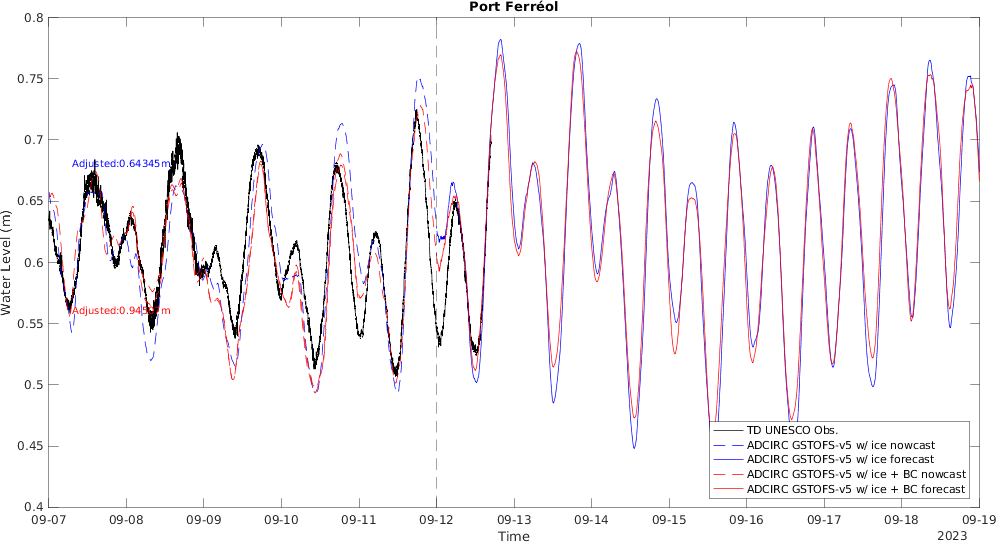 Port Ferréol
Water Level (m)
0.8
0.75
0.7
0.65
0.6
0.55
0.5
0.45
0.4
Adjusted:0.64345m
TD UNESCO Obs.
ADCIRC GSTOFS-v5 w/ ice nowcast
ADCIRC GSTOFS-v5 w/ ice forecast
ADCIRC GSTOFS-v5 w/ ice + BC nowcast
ADCIRC GSTOFS-v5 w/ ice + BC forecast
09-07 09-08 09-09 09-10 09-11 09-12 09-13 09-14 09-15 09-16 09-17 09-18 09-19
Time
2023